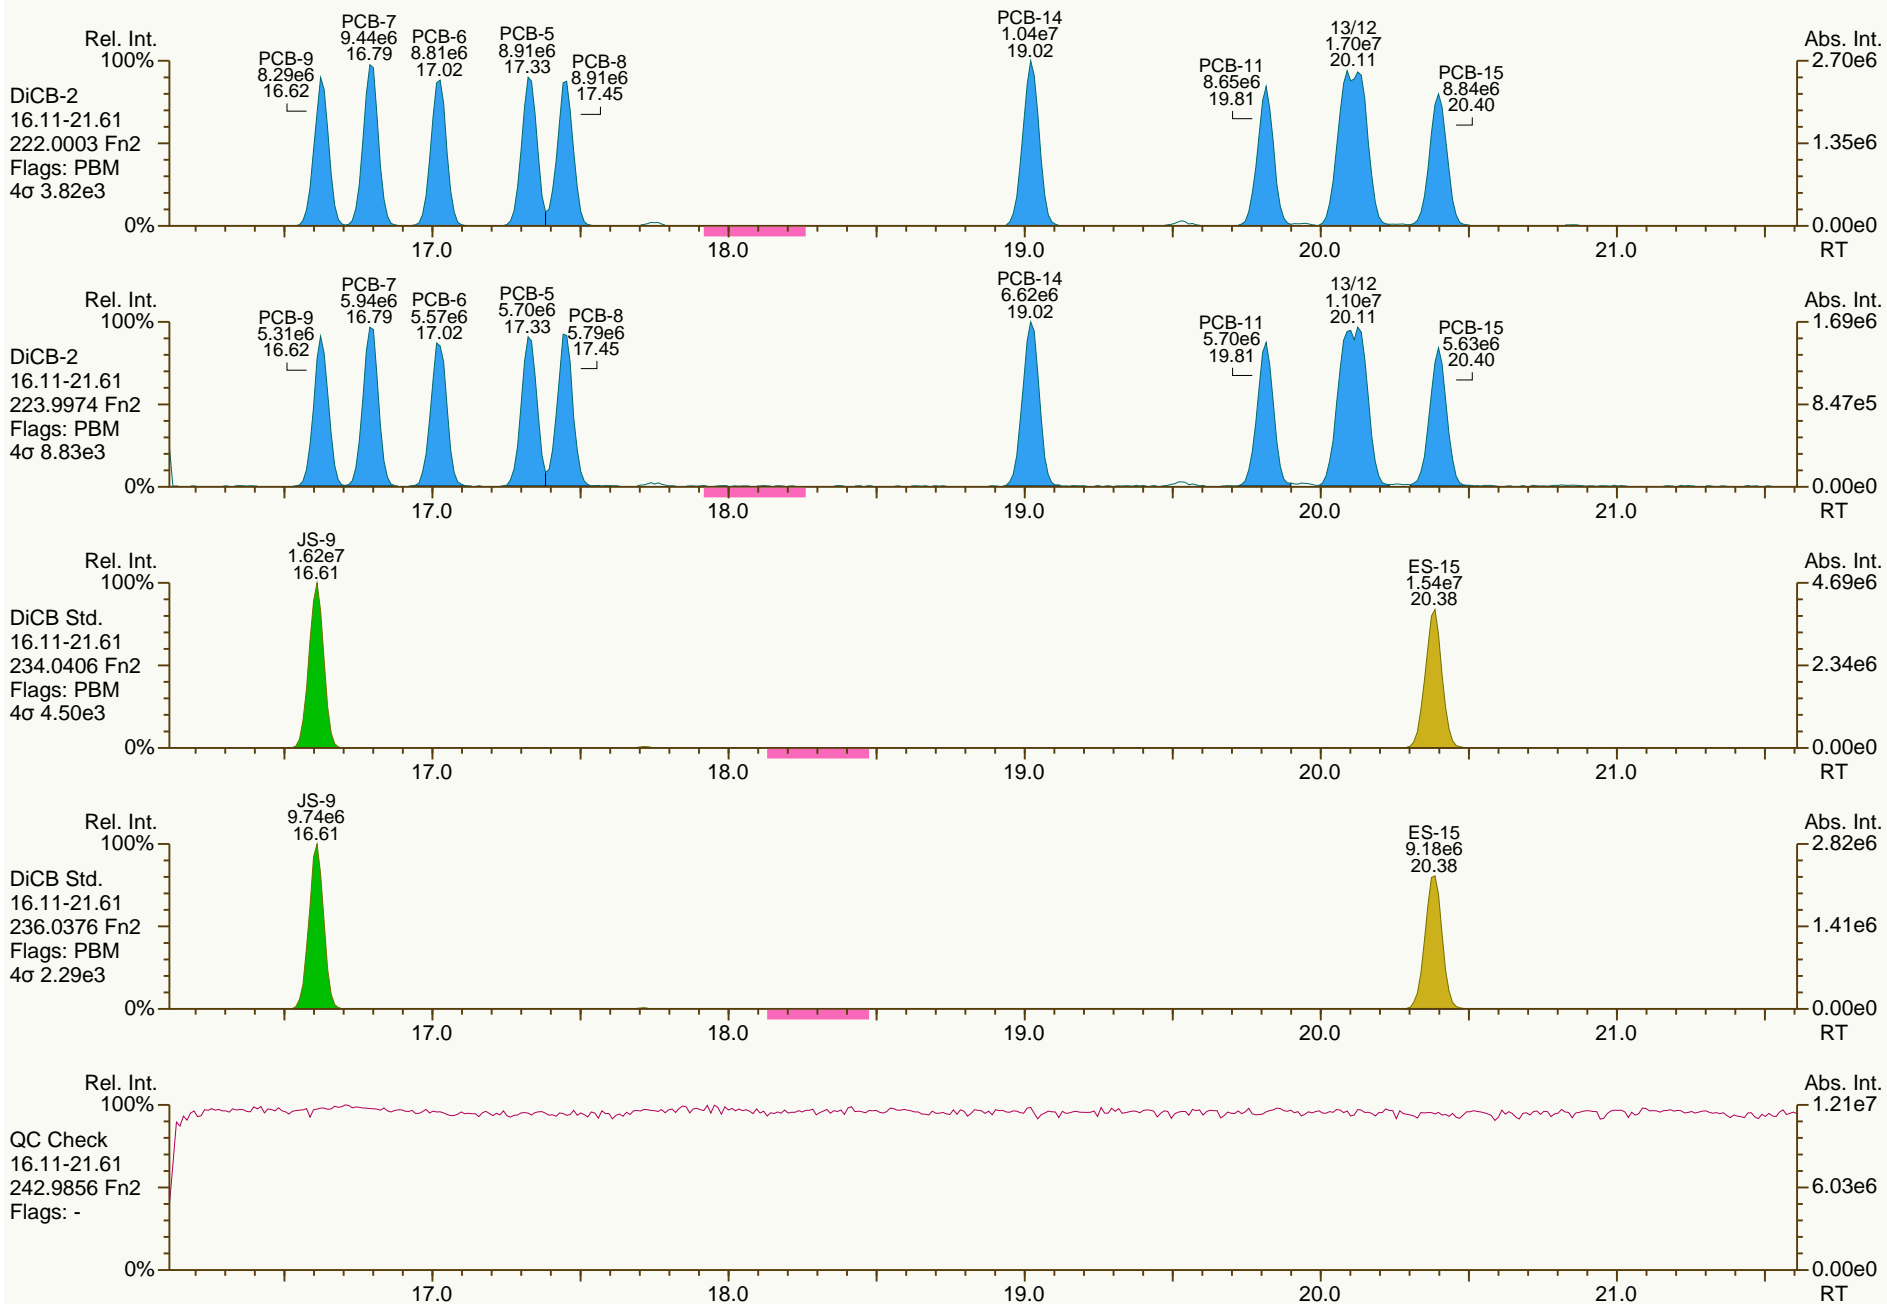 Rel. Int.
100%
0%
DiCB-2
16.11-21.61
222.0003 Fn2
Flags: PBM
4σ 3.82e3
PCB-9
8.29e6
16.62
PCB-7
9.44e6
16.79
PCB-6
8.81e6
17.02
PCB-5
8.91e6
17.33
PCB-8
8.91e6
17.45
PCB-14
1.04e7
19.02
PCB-11
8.65e6
19.81
13/12
1.70e7
20.11
PCB-15
8.84e6
20.40
Abs. Int.
2.70e6
1.35e6
0.00e0
17.0 18.0 19.0 20.0 21.0 RT
Rel. Int.
100%
0%
DiCB-2
16.11-21.61
223.9974 Fn2
Flags: PBM
4σ 8.83e3
PCB-9
5.31e6
16.62
PCB-7
5.94e6
16.79
PCB-6
5.57e6
17.02
PCB-5
5.70e6
17.33
PCB-8
5.79e6
17.45
PCB-14
6.62e6
19.02
PCB-11
5.70e6
19.81
13/12
1.10e7
20.11
PCB-15
5.63e6
20.40
Abs. Int.
1.69e6
8.47e5
0.00e0
17.0 18.0 19.0 20.0 21.0 RT
Rel. Int.
100%
0%
DiCB Std.
16.11-21.61
234.0406 Fn2
Flags: PBM
4σ 4.50e3
JS-9
1.62e7
16.61
ES-15
1.54e7
20.38
Abs. Int.
4.69e6
2.34e6
0.00e0
17.0 18.0 19.0 20.0 21.0 RT
Rel. Int.
100%
0%
DiCB Std.
16.11-21.61
236.0376 Fn2
Flags: PBM
4σ 2.29e3
JS-9
9.74e6
16.61
ES-15
9.18e6
20.38
Abs. Int.
2.82e6
1.41e6
0.00e0
17.0 18.0 19.0 20.0 21.0 RT
Rel. Int.
100%
0%
QC Check
16.11-21.61
242.9856 Fn2
Flags: -
Abs. Int.
1.21e7
6.03e6
0.00e0
17.0 18.0 19.0 20.0 21.0 RT